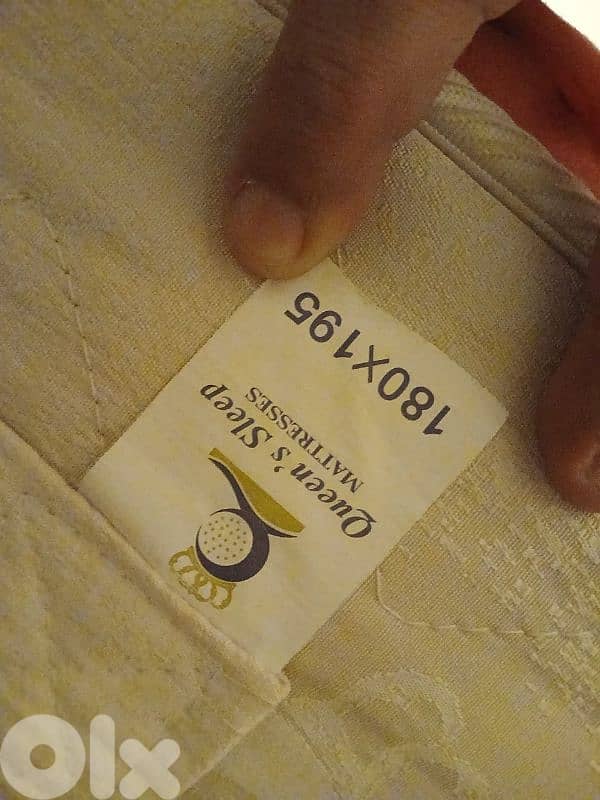 Queen's Sleep
MATTRESSES
180X195
OLX